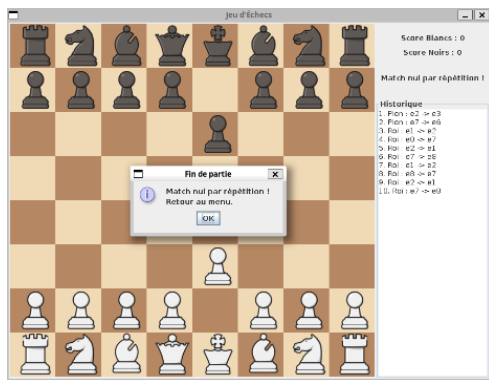 Jeu d'Échecs
Score Blancs : 0
Score Noirs : 0
Match nul par répétition !
Historique
1. Pion : e2 -> e3
2. Pion : e7 -> e6
3. Roi : e1 -> e2
4. Roi : e8 -> e7
5. Roi : e2 -> e1
6. Roi : e7 -> e8
7. Roi : e1 -> e2
8. Roi : e8 -> e7
9. Roi : e2 -> e1
10. Roi : e7 -> e8
Fin de partie
Match nul par répétition !
Retour au menu.
OK